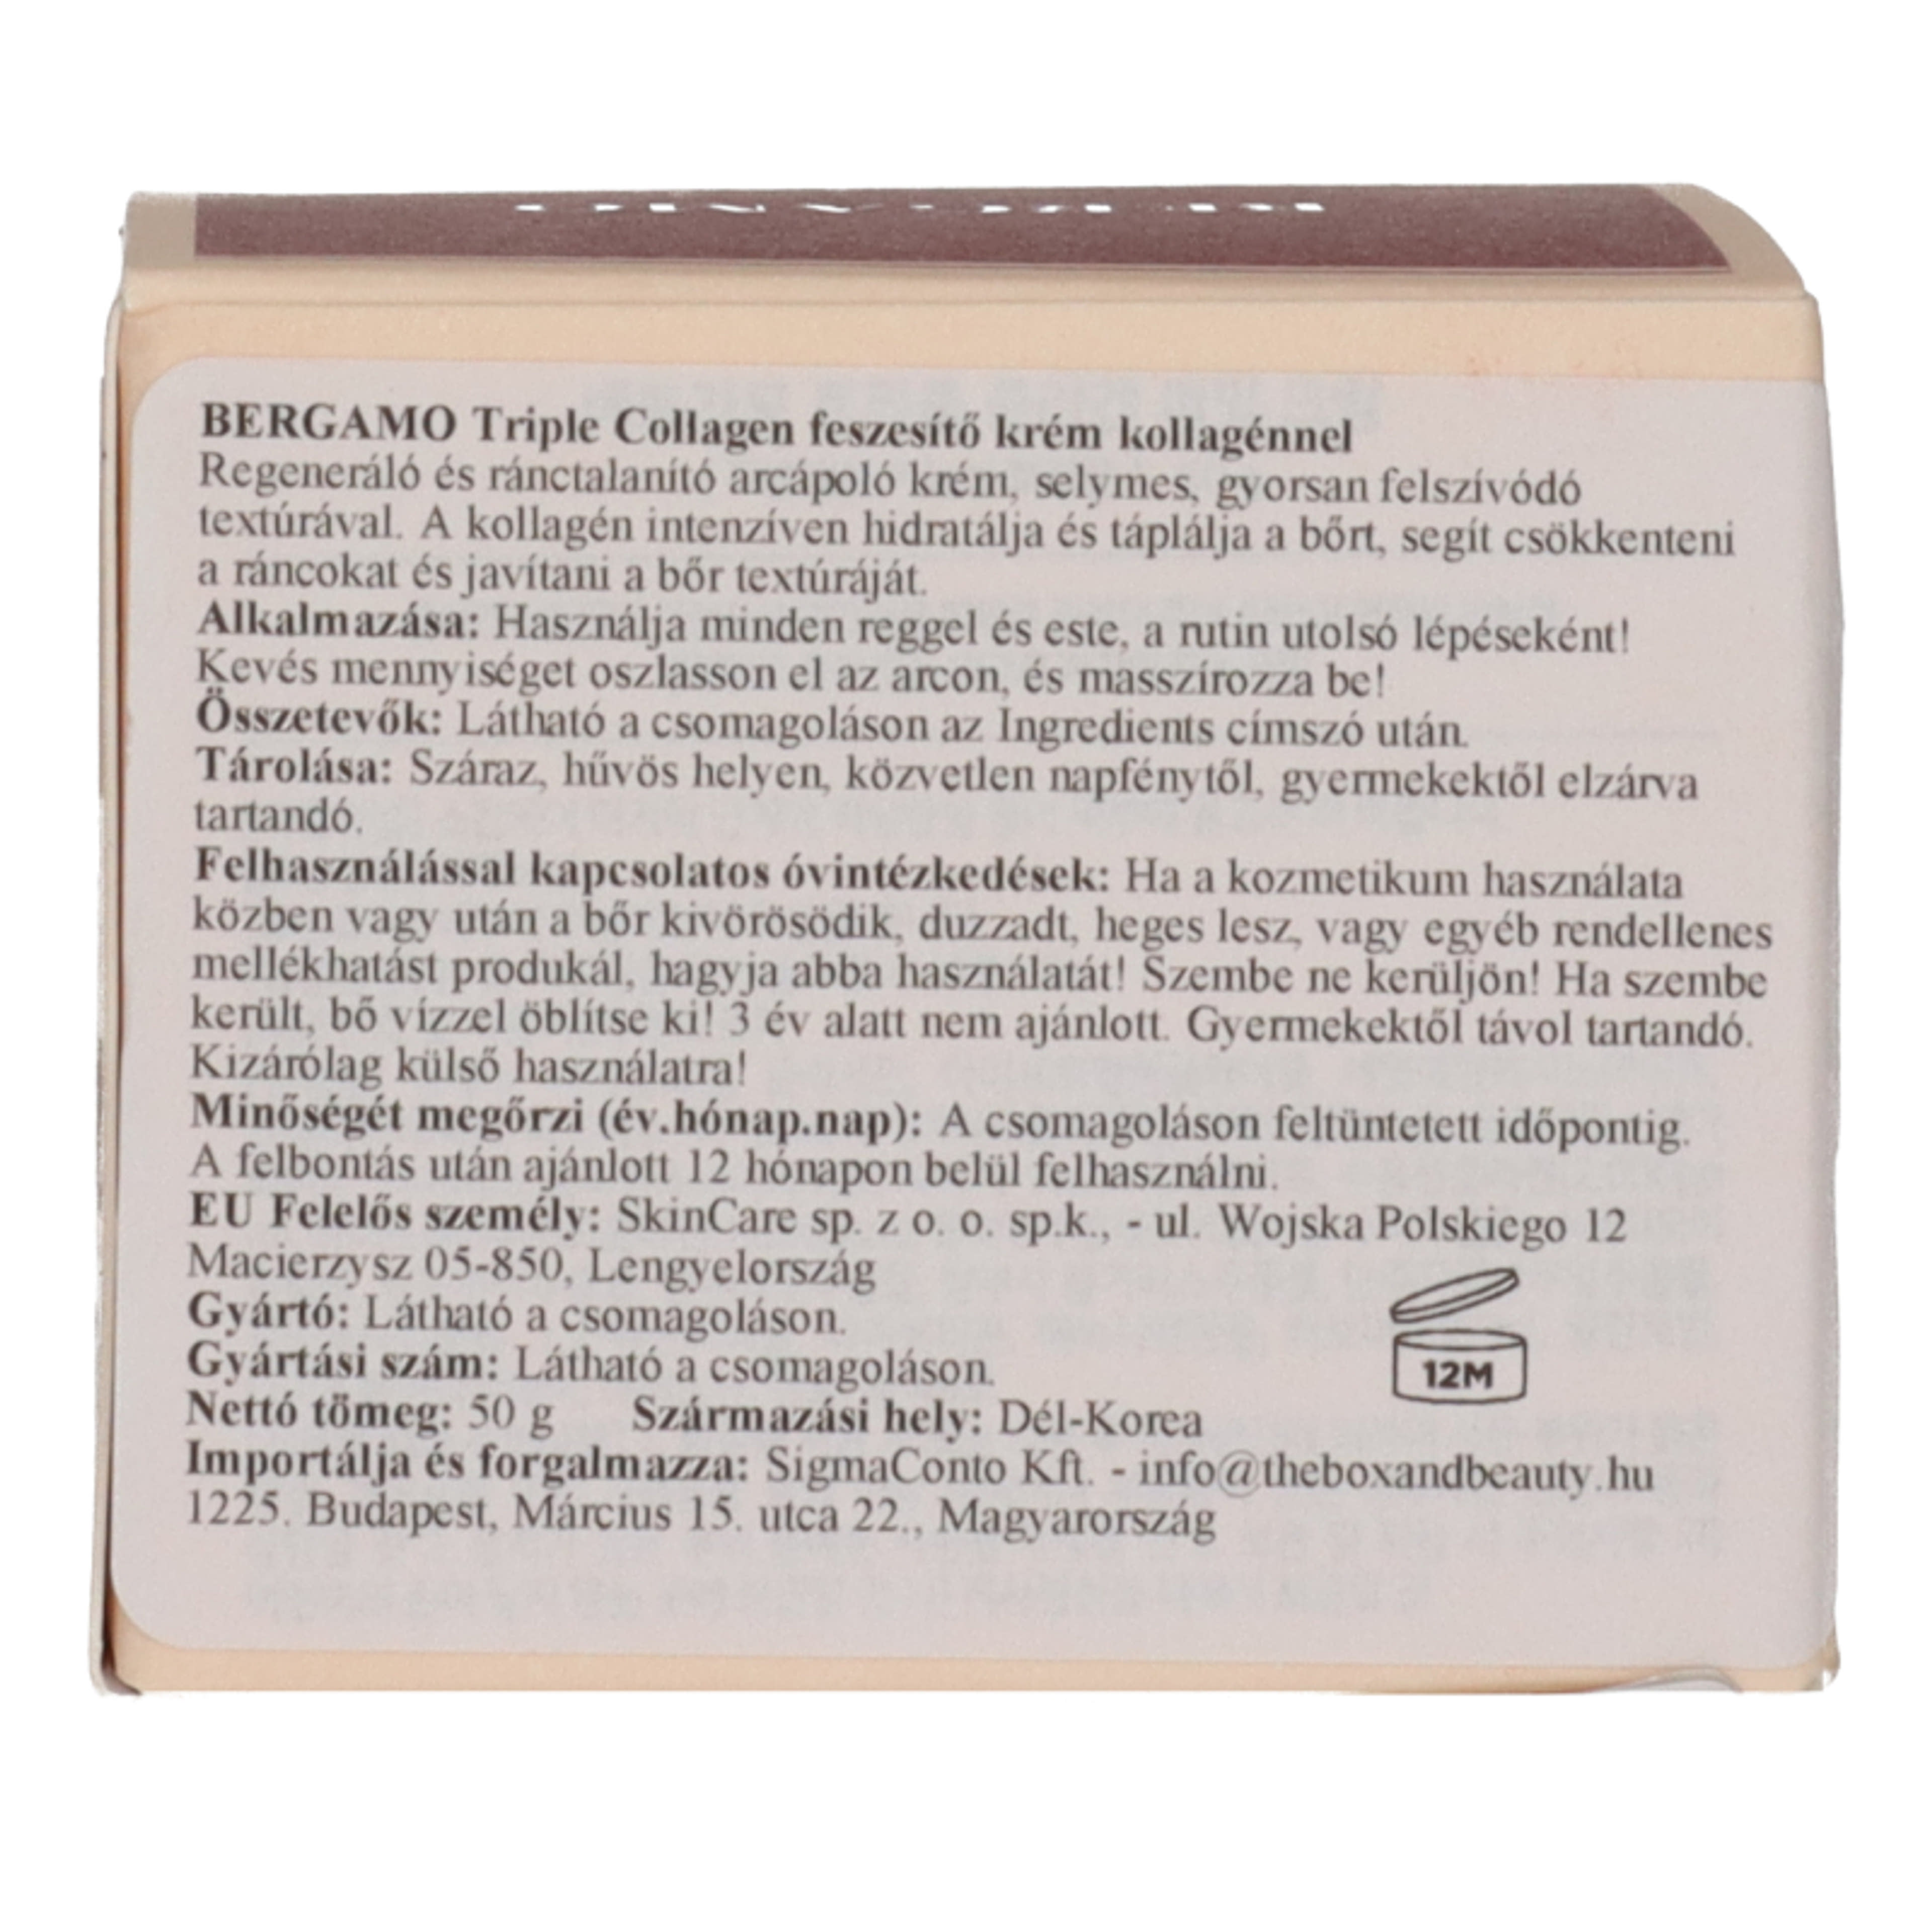 BERGAMO Triple Collagen feszesítő krém kollagénnel
Regeneráló és ránctalanító arcápoló krém, selymes, gyorsan felszívódó
textúrával. A kollagén intenzíven hidratálja és táplálja a bőrt, segít csökkenteni
a ráncokat és javítani a bőr textúráját.
Alkalmazása: Használja minden reggel és este, a rutin utolsó lépéseként!
Kevés mennyiséget oszlasson el az arcon, és masszírozza be!
Összetevők: Látható a csomagoláson az Ingredients címszó után.
Tárolása: Száraz, hűvös helyen, közvetlen napfénytől, gyermekektől elzárva
tartandó.
Felhasználással kapcsolatos óvintézkedések: Ha a kozmetikum használata
közben vagy után a bőr kivörösödik, duzzadt, heges lesz, vagy egyéb rendellenes
mellékhatást produkál, hagyja abba használatát! Szembe ne kerüljön! Ha szembe
került, bő vízzel öblítse ki! 3 év alatt nem ajánlott. Gyermekektől távol tartandó.
Kizárólag külső használatra!
Minőségét megőrzi (év.hónap.nap): A csomagoláson feltüntetett időpontig.
A felbontás után ajánlott 12 hónapon belül felhasználni.
EU Felelős személy: SkinCare sp. z o. o. sp.k., - ul. Wojska Polskiego 12
Macierzysz 05-850, Lengyelország
Gyártó: Látható a csomagoláson.
Gyártási szám: Látható a csomagoláson.
12M
Nettó tömeg: 50 g Származási hely: Dél-Korea
Importálja és forgalmazza: SigmaConto Kft. - info@theboxandbeauty.hu
1225. Budapest, Március 15. utca 22., Magyarország